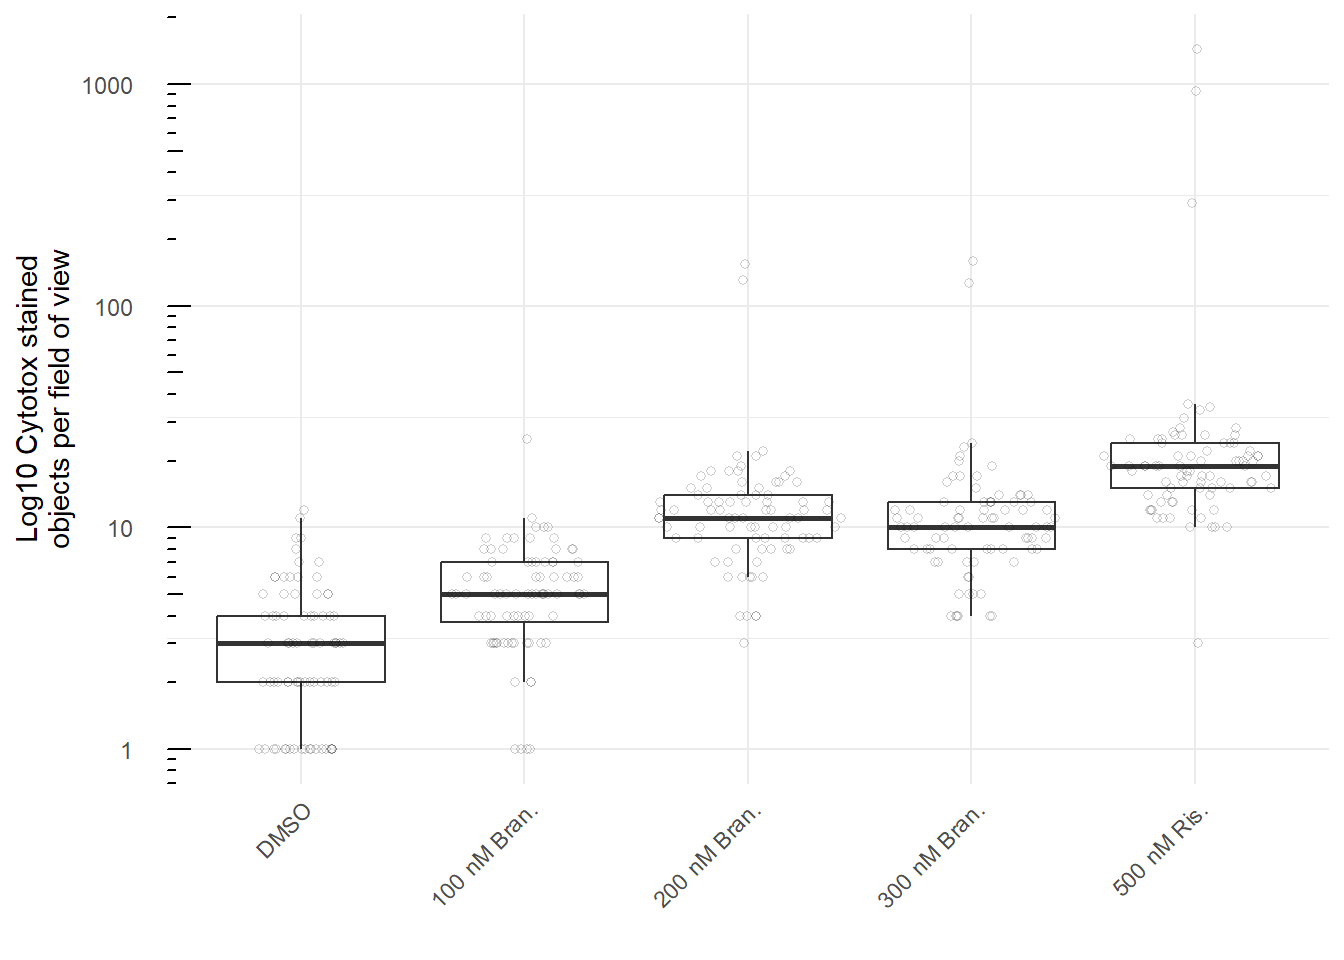 Log10 Cytotox stained
objects per field of view
1000
100
10
1
DMSO
100 nM Bran.
200 nM Bran.
300 nM Bran.
500 nM Ris.